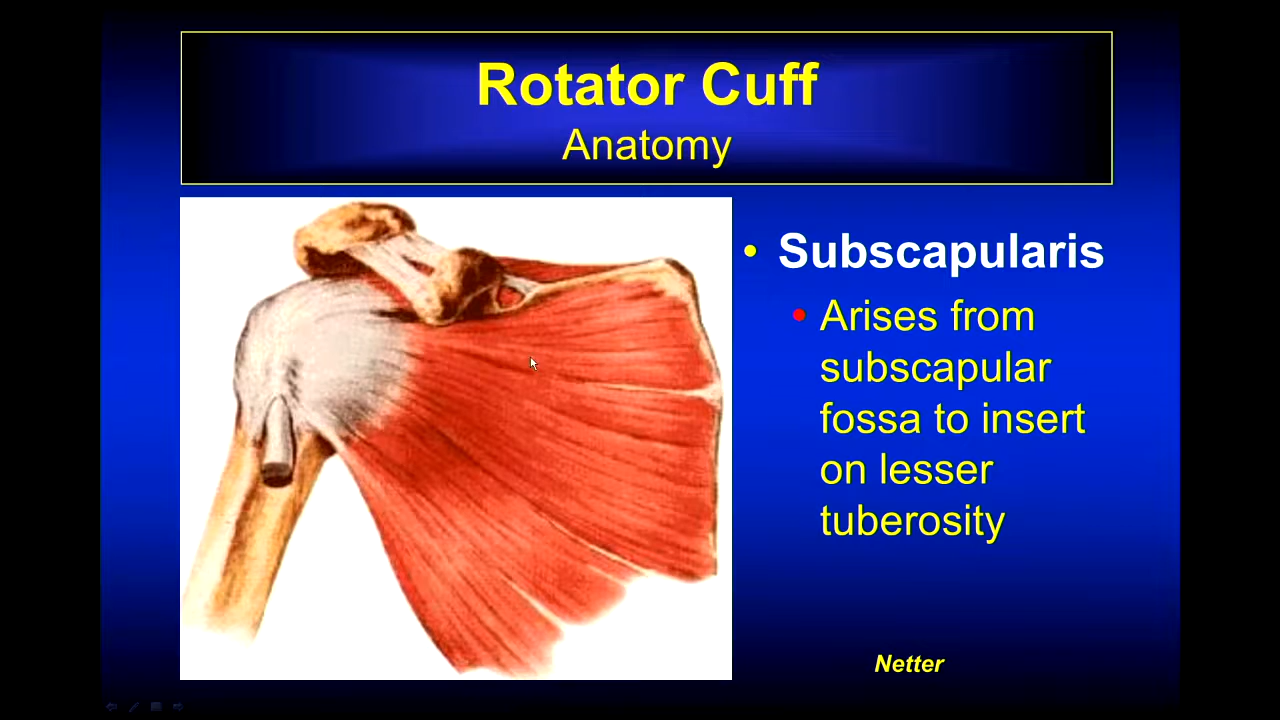 Rotator Cuff
Anatomy
• Subscapularis
• Arises from
subscapular
fossa to insert
on lesser
tuberosity
Netter